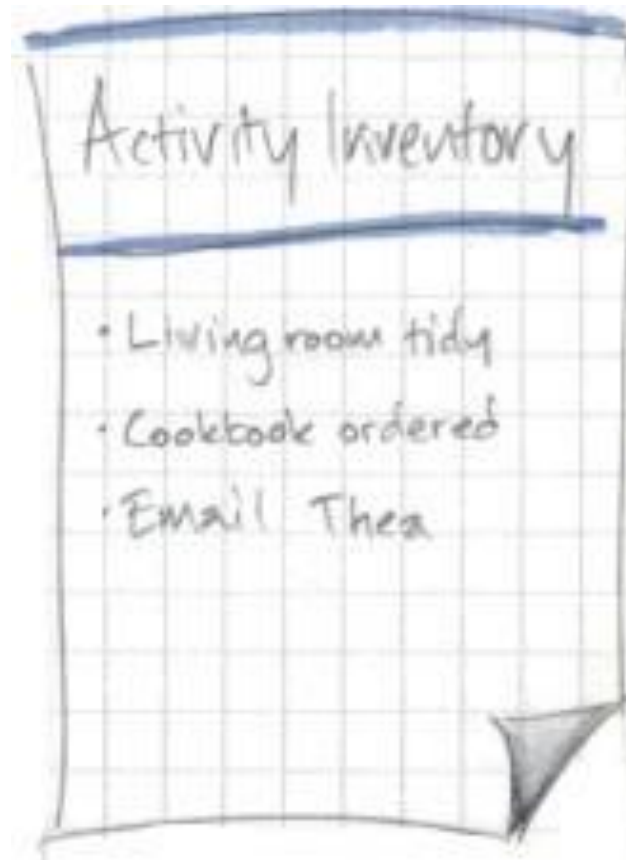 Activity Inventory
• Living room tidy
• Cookbook ordered
• Email Thea